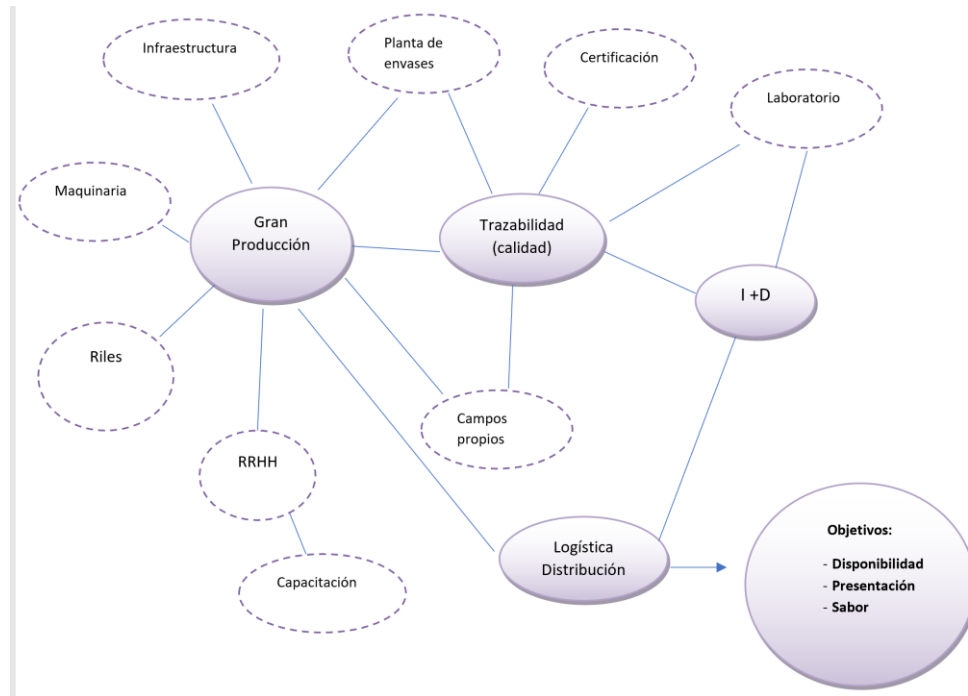 Infraestructura
Planta de
envases
Certificación
Laboratorio
Maquinaria
Gran
Producción
Trazabilidad
(calidad)
I +D
Riles
Campos
propios
RRHH
Capacitación
Logística
Distribución
Objetivos:
- Disponibilidad
- Presentación
- Sabor